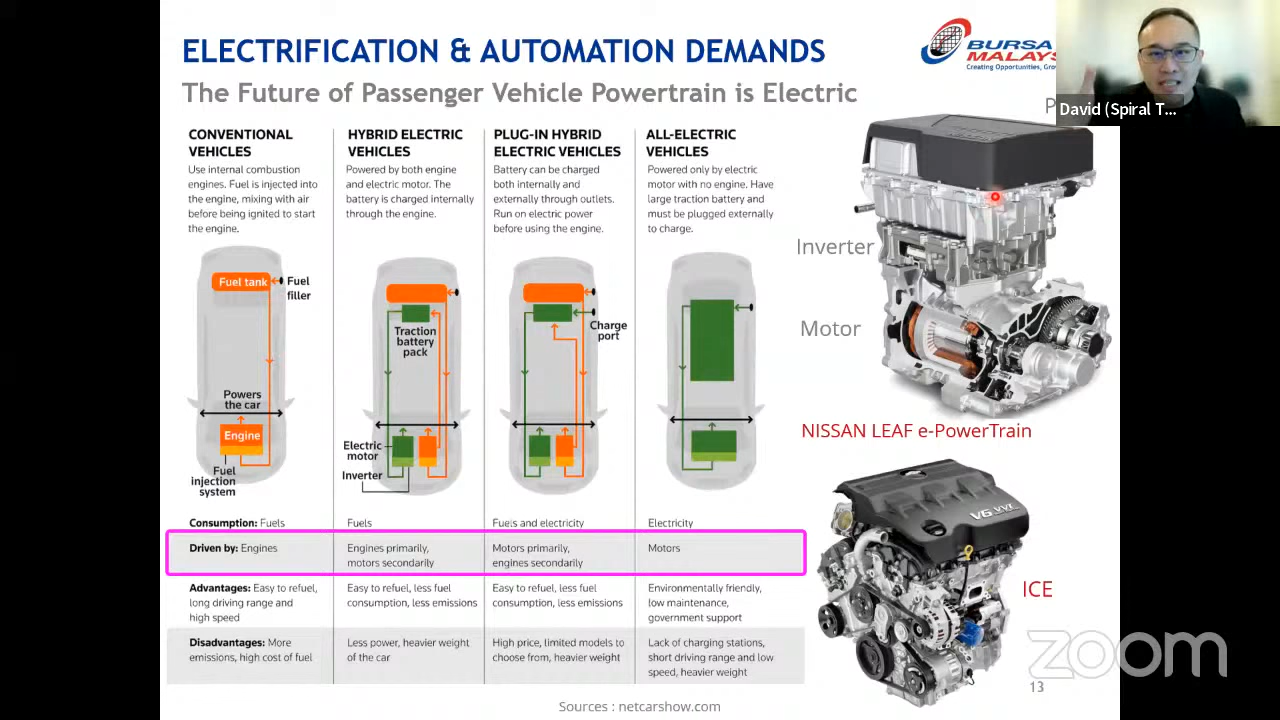 ELECTRIFICATION & AUTOMATION DEMANDS
The Future of Passenger Vehicle Powertrain is Electric
BURSA
MALAYS
Creating Opportunities, Grow
David (Spiral T...
CONVENTIONAL
VEHICLES
Use internal combustion
engines. Fuel is injected into
the engine, mixing with air
before being ignited to start
the engine.
HYBRID ELECTRIC
VEHICLES
Powered by both engine
and electric motor. The
battery is charged internally
through the engine.
PLUG-IN HYBRID
ELECTRIC VEHICLES
Battery can be charged
both internally and
externally through outlets.
Run on electric power
before using the engine.
ALL-ELECTRIC
VEHICLES
Powered only by electric
motor with no engine. Have
large traction battery and
must be plugged externally
to charge.
Fuel tank
Fuel
filler
Powers
the car
Engine
Fuel
injection
system
Traction
battery
pack
Electric
motor
Inverter
Charge
port
Inverter
Motor
NISSAN LEAF e-PowerTrain
V6 VVT
ICE
Consumption: Fuels
Fuels
Fuels and electricity
Electricity
Driven by: Engines
Engines primarily,
motors secondarily
Motors primarily,
engines secondarily
Motors
Advantages: Easy to refuel,
long driving range and
high speed
Easy to refuel, less fuel
consumption, less emissions
Easy to refuel, less fuel
consumption, less emissions
Environmentally friendly,
low maintenance,
government support
Disadvantages: More
emissions, high cost of fuel
Less power, heavier weight
of the car
High price, limited models to
choose from, heavier weight
Lack of charging stations,
short driving range and low
speed, heavier weight
zoom
13
Sources : netcarshow.com